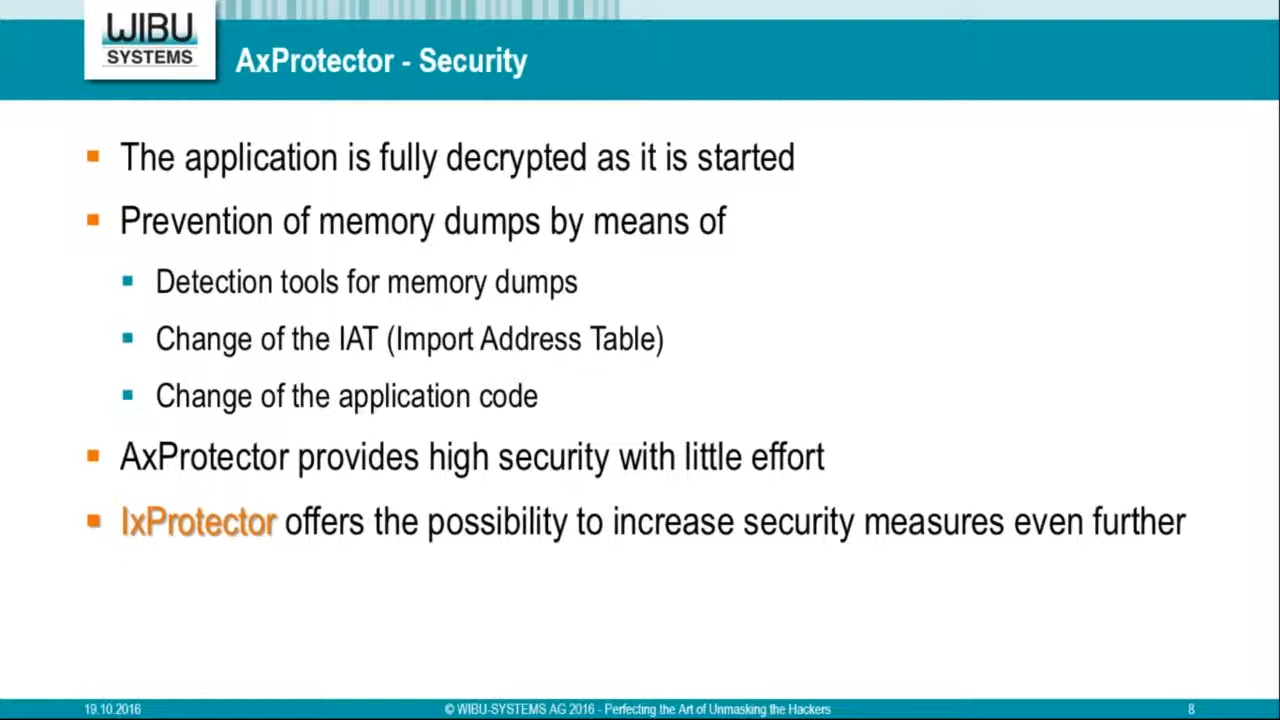 WIBU
SYSTEMS
AxProtector - Security
The application is fully decrypted as it is started
Prevention of memory dumps by means of
Detection tools for memory dumps
Change of the IAT (Import Address Table)
Change of the application code
AxProtector provides high security with little effort
IxProtector offers the possibility to increase security measures even further
19.10.2016
© WIBU-SYSTEMS AG 2016 - Perfecting the Art of Unmasking the Hackers
8